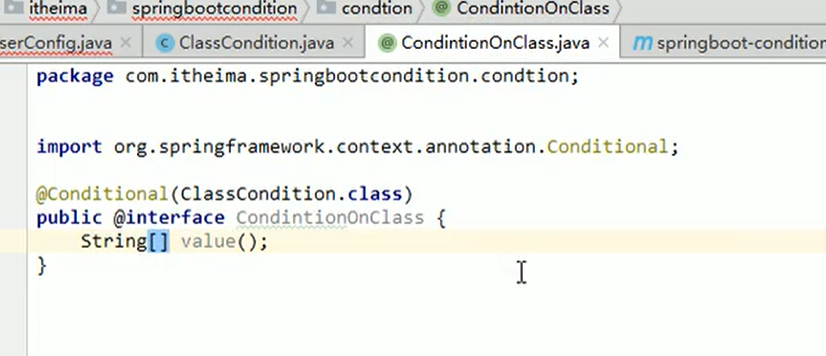 itheima springbootcondition condtion CondintionOnClass
serConfig.java ClassCondition.java CondintionOnClass.java springboot-condition
package com.itheima.springbootcondition.condtion;
import org.springframework.context.annotation.Conditional;
@Conditional(ClassCondition.class)
public @interface CondintionOnClass {
String[] value();
}